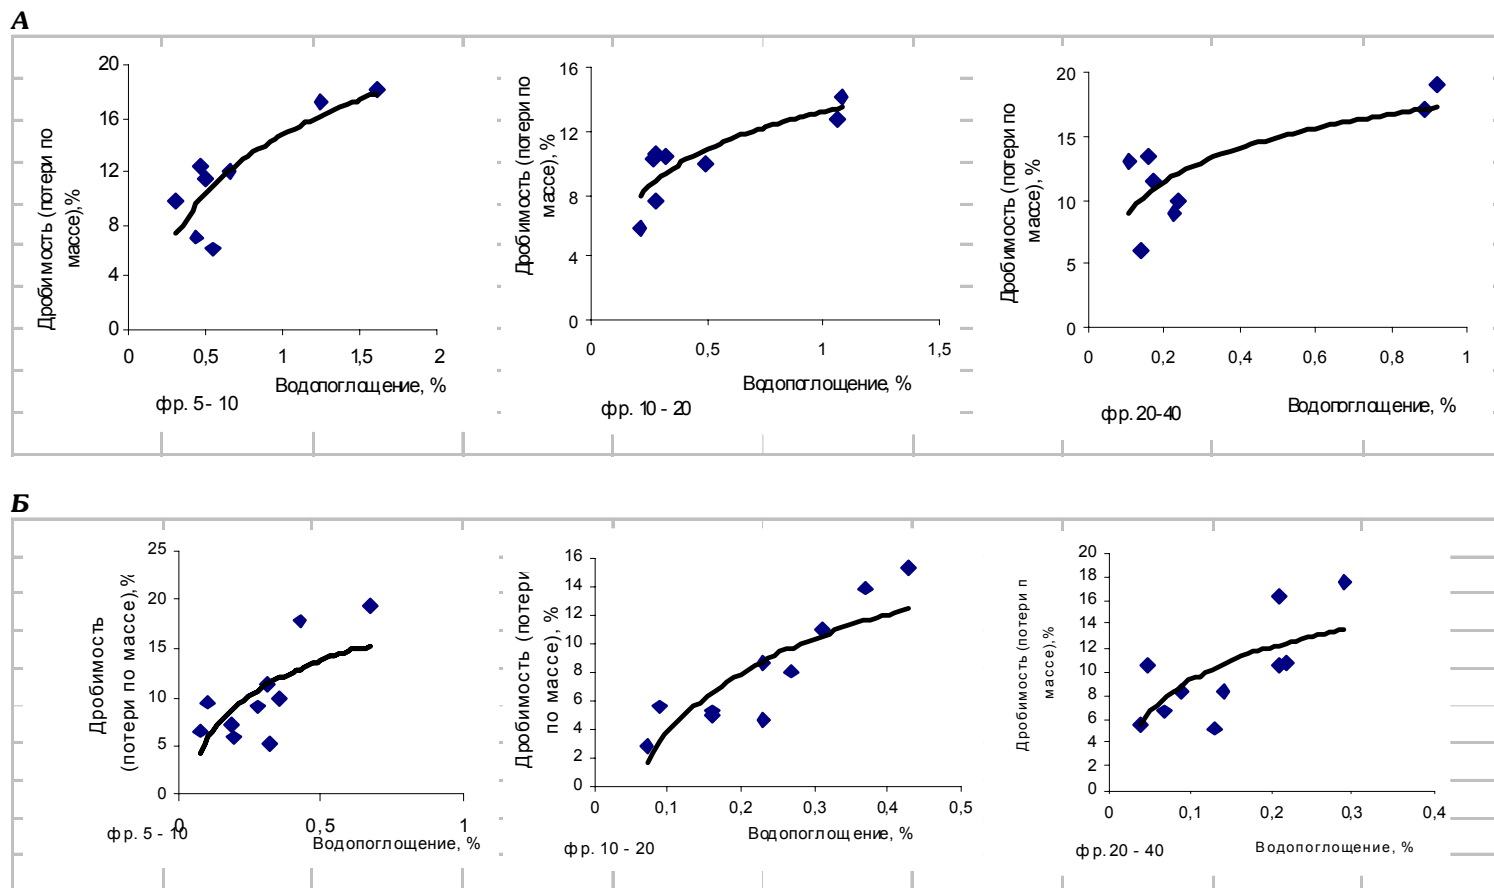 А
20
16
12
8
4
0
0
0,5
1
1,5
2
Дробимость (потери по
массе),%
Водопоглощение, %
фр. 5- 10
16
12
8
4
0
0
0,5
1
1,5
Дробимость (потери по
массе), %
Водопоглощение, %
фр. 10 - 20
20
15
10
5
0
0
0,2
0,4
0,6
0,8
1
Дробимость (потери по
массе), %
Водопоглощение, %
фр.20-40
Б
25
20
15
10
5
0
0
0,5
1
Дробимость
(потери по массе),%
Водопоглощение, %
фр. 5 - 10
16
14
12
10
8
6
4
2
0
0
0,1
0,2
0,3
0,4
0,5
Дробимость (потери
по массе), %
Водопоглощение, %
фр. 10 - 20
20
18
16
14
12
10
8
6
4
2
0
0
0,1
0,2
0,3
0,4
Дробимость (потери п
массе),%
Водопоглощение, %
фр.20 - 40